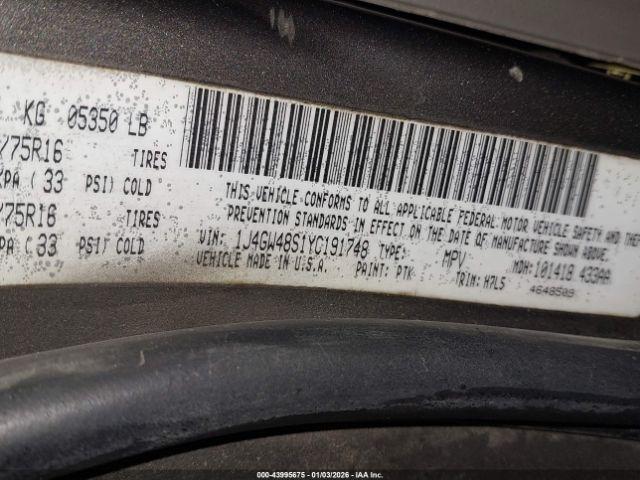 KG 05350 LB
/75R16 TIRES
KPA ( 33 PSI) COLD
/75R16 TIRES
KPA ( 33 PSI) COLD
THIS VEHICLE CONFORMS TO ALL APPLICABLE FEDERAL MOTOR VEHICLE SAFETY AND THEFT
PREVENTION STANDARDS IN EFFECT ON THE DATE OF MANUFACTURE SHOWN ABOVE.
VIN: 1J4GW48S1YC191748 TYPE: MPV MDH: 101418 433AA
VEHICLE MADE IN U.S.A. PAINT: PTK TRIM: H7L5
4648509
000-43995675 - 01/03/2026 - IAA Inc.